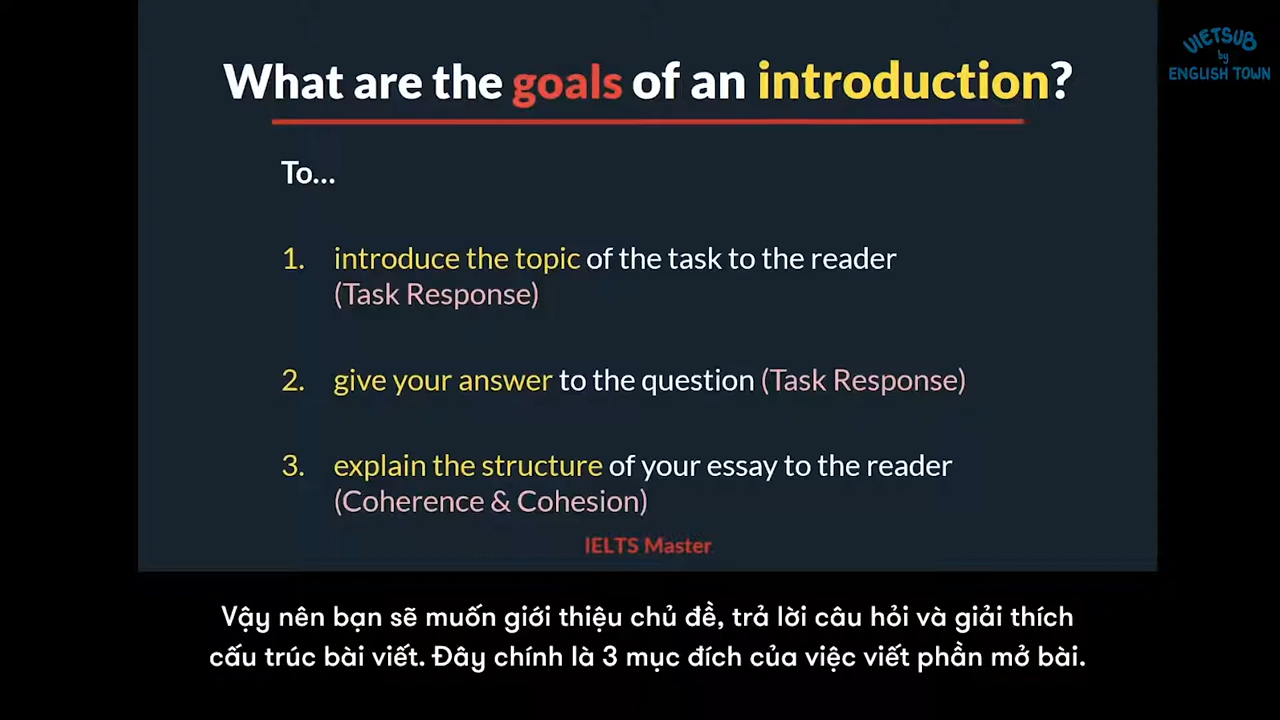 VIETSUB
by
ENGLISH TOWN
What are the goals of an introduction?
To...
1. introduce the topic of the task to the reader
(Task Response)
2. give your answer to the question (Task Response)
3. explain the structure of your essay to the reader
(Coherence & Cohesion)
IELTS Master
Vậy nên bạn sẽ muốn giới thiệu chủ đề, trả lời câu hỏi và giải thích
cấu trúc bài viết. Đây chính là 3 mục đích của việc viết phần mở bài.